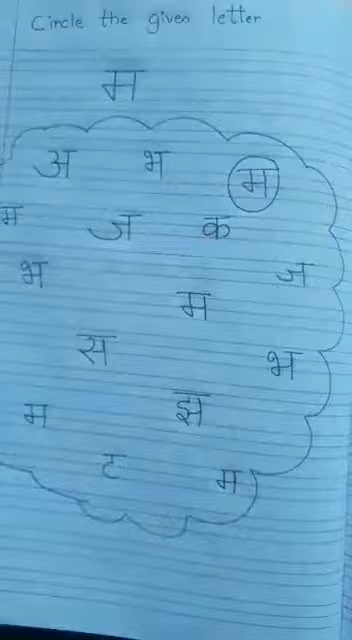 Circle the given letter
म
अ भ म
म ज क
भ ज
म
स भ
म झ
ट म